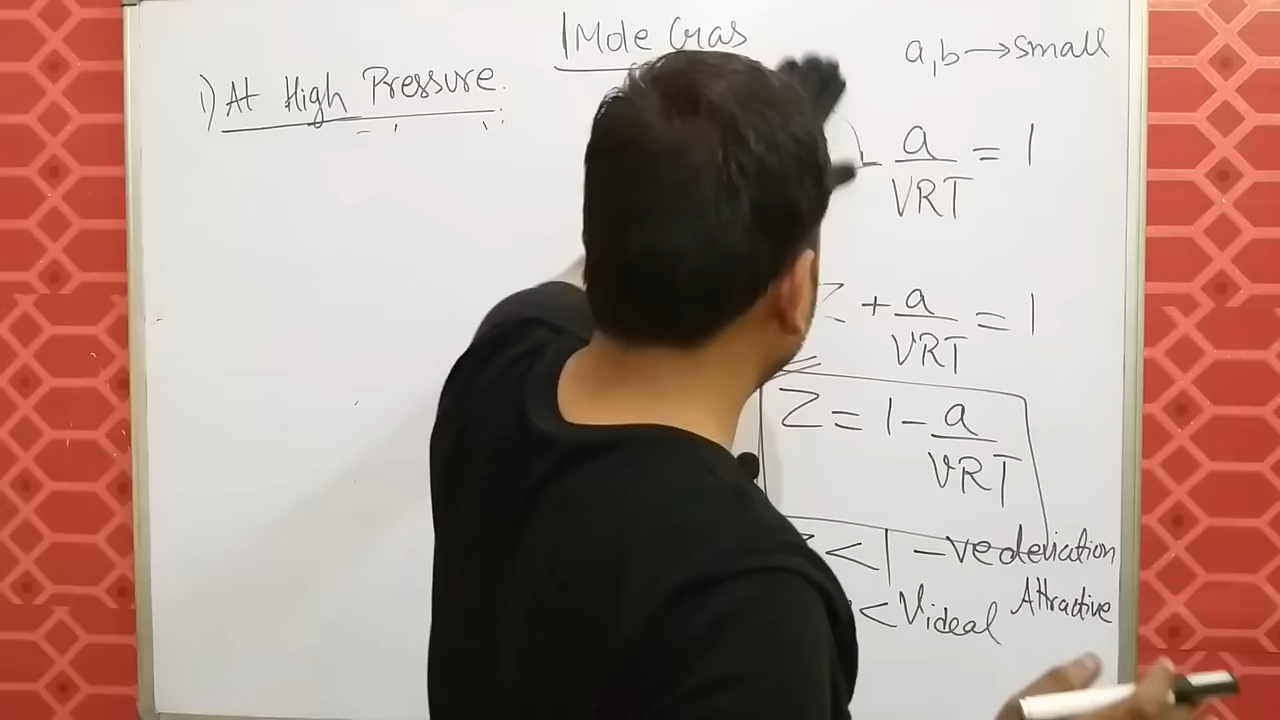 1 Mole Gas
a,b → small
1) At High Pressure
- a/VRT = 1
Z + a/VRT = 1
Z = 1 - a/VRT
< 1 -ve deviation
< Videal Attractive